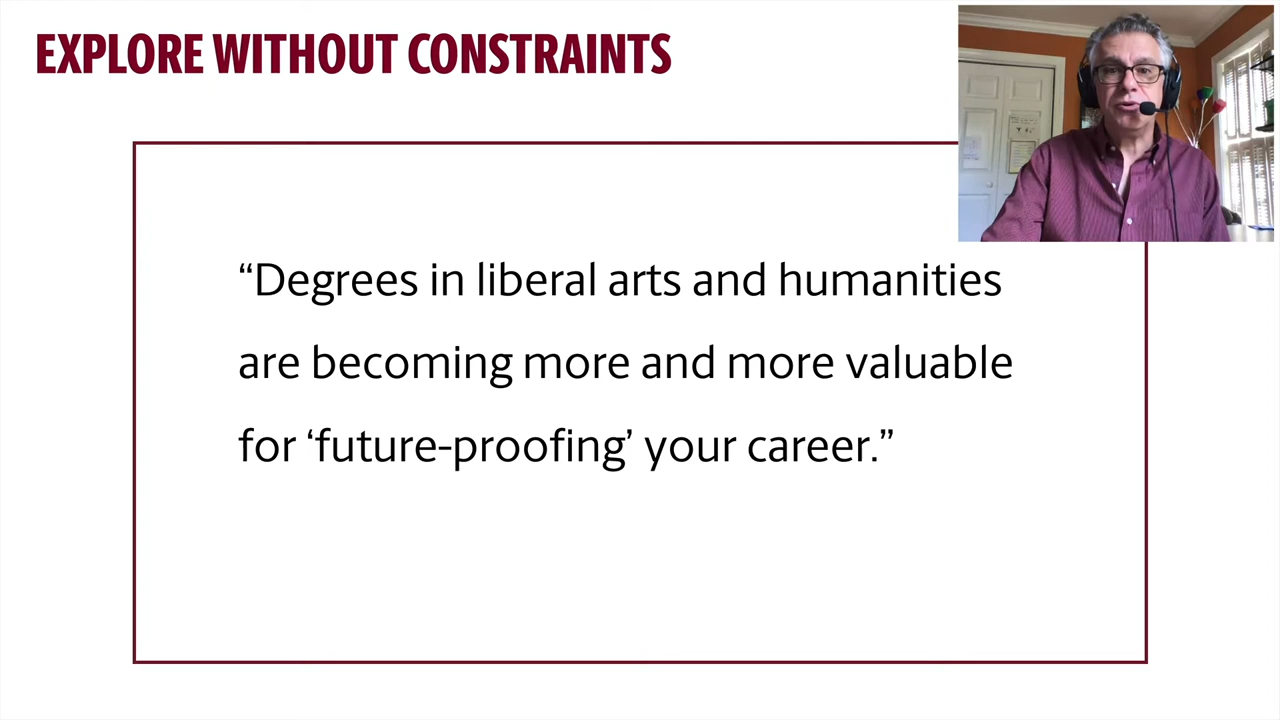 EXPLORE WITHOUT CONSTRAINTS
“Degrees in liberal arts and humanities
are becoming more and more valuable
for ‘future-proofing’ your career.”